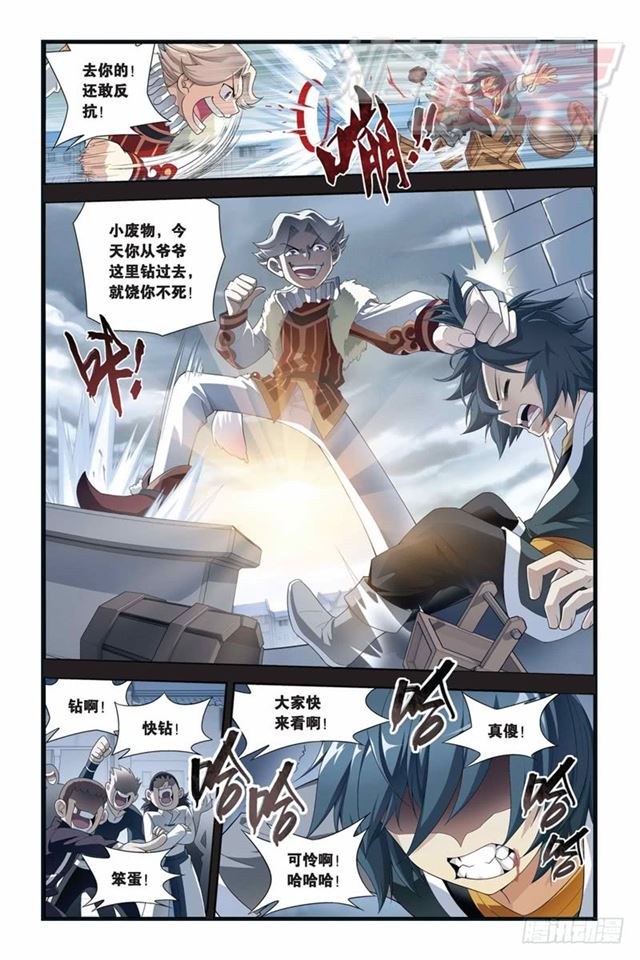 去你的！
还敢反
抗！
嘣!!
小废物，今
天你从爷爷
这里钻过去，
就饶你不死！
咔！
钻啊！
快钻！
笨蛋！
哈哈
大家快
来看啊！
哈哈
真傻！
可怜啊！
哈哈哈！
哈哈
腾讯动漫